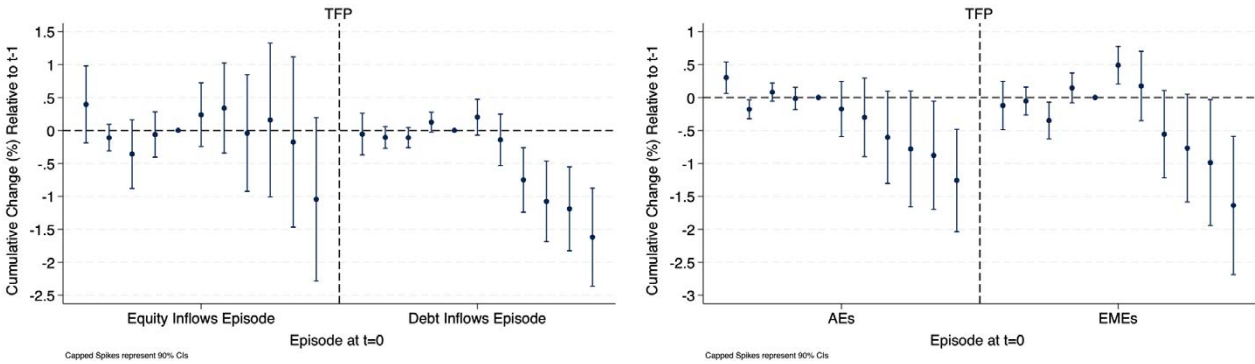 TFP
Cumulative Change (%) Relative to t-1
1.5
1
.5
0
-.5
-1
-1.5
-2
-2.5
Equity Inflows Episode
Debt Inflows Episode
Episode at t=0
Capped Spikes represent 90% CIs
TFP
Cumulative Change (%) Relative to t-1
1
.5
0
-.5
-1
-1.5
-2
-2.5
-3
AEs
EMEs
Episode at t=0
Capped Spikes represent 90% CIs